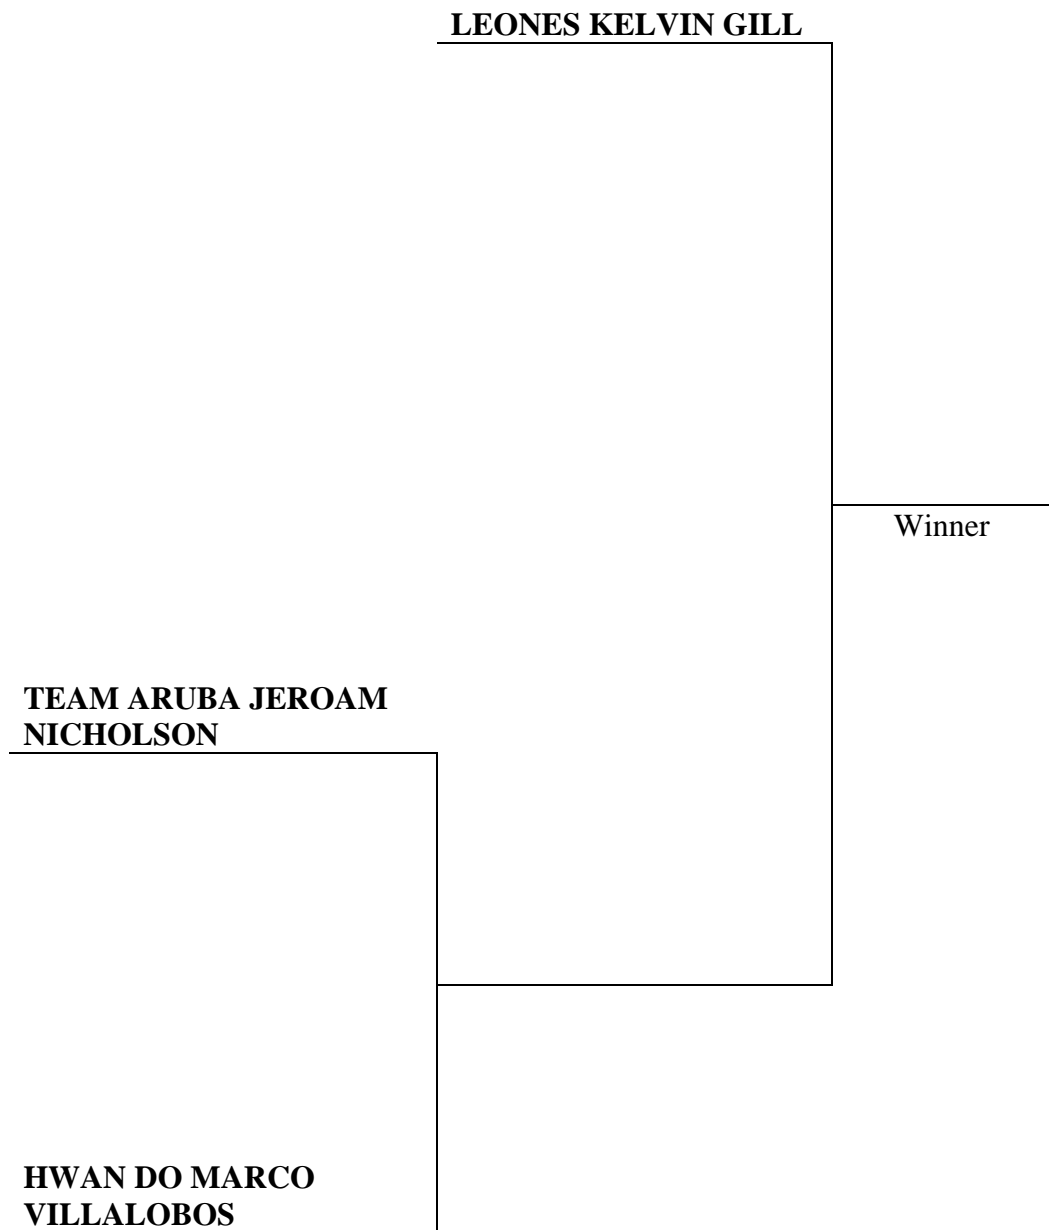 LEONES KELVIN GILL
Winner
TEAM ARUBA JEROAM
NICHOLSON
HWAN DO MARCO
VILLALOBOS